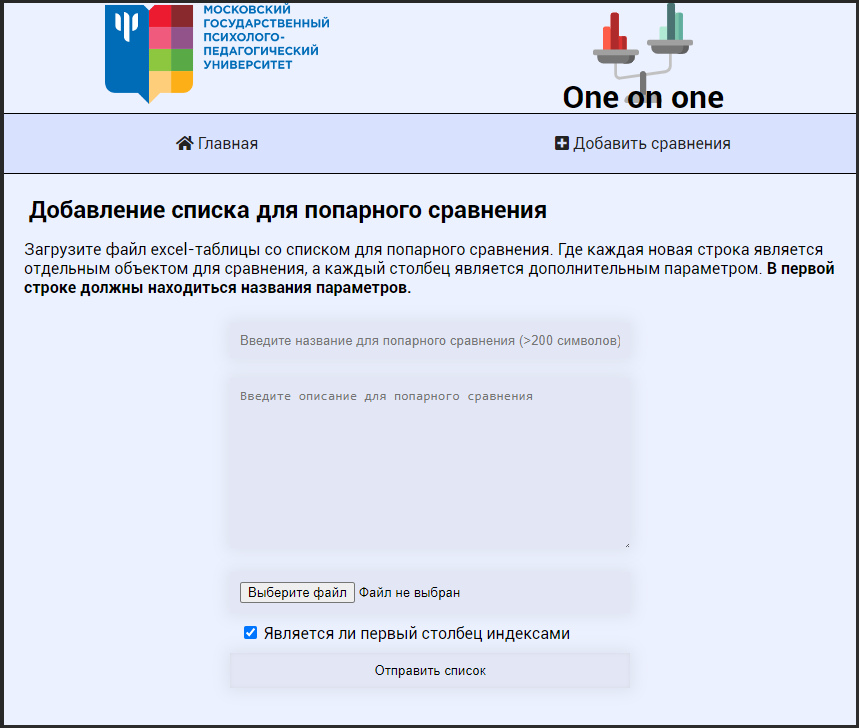 МОСКОВСКИЙ
ГОСУДАРСТВЕННЫЙ
ПСИХОЛОГО-
ПЕДАГОГИЧЕСКИЙ
УНИВЕРСИТЕТ
One on one
Главная
Добавить сравнения
Добавление списка для попарного сравнения
Загрузите файл excel-таблицы со списком для попарного сравнения. Где каждая новая строка является
отдельным объектом для сравнения, а каждый столбец является дополнительным параметром. В первой
строке должны находиться названия параметров.
Введите название для попарного сравнения (>200 символов)
Введите описание для попарного сравнения
Выберите файл Файл не выбран
Является ли первый столбец индексами
Отправить список